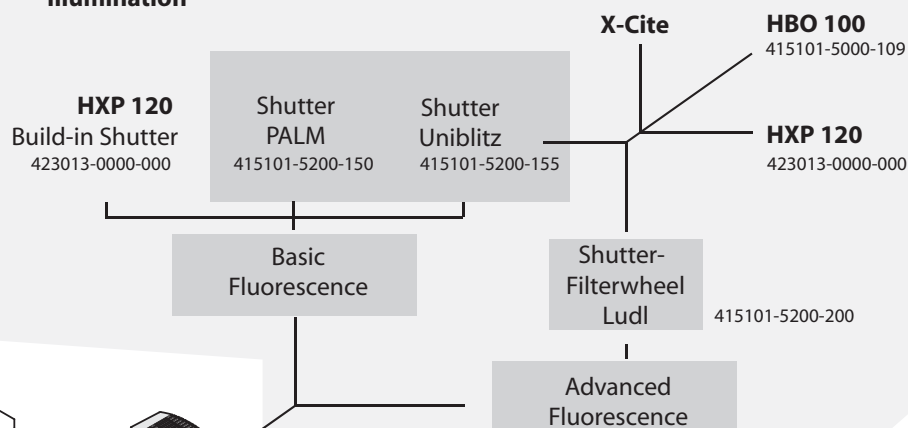 illumination
X-Cite
HBO 100
415101-5000-109
HXP 120
Build-in Shutter
423013-0000-000
Shutter
PALM
415101-5200-150
Shutter
Uniblitz
415101-5200-155
HXP 120
423013-0000-000
Basic
Fluorescence
Shutter-
Filterwheel
Ludl
415101-5200-200
Advanced
Fluorescence